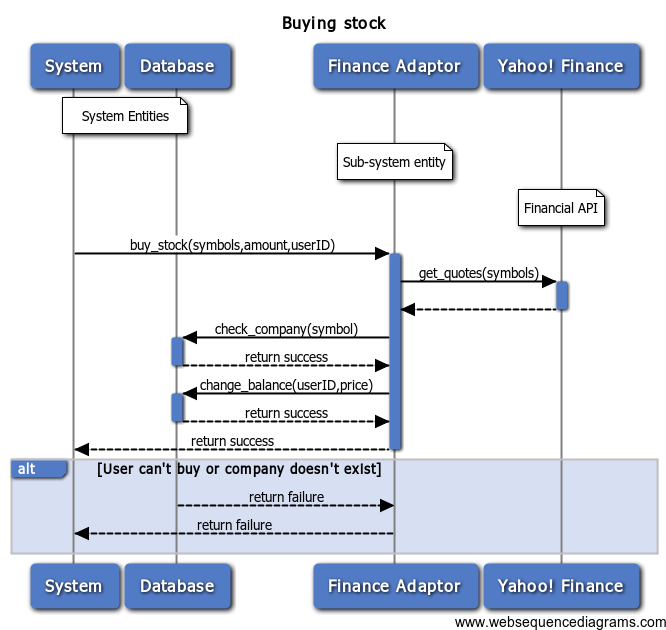 Buying stock
System
Database
Finance Adaptor
Yahoo! Finance
System Entities
Sub-system entity
Financial API
buy_stock(symbols,amount,userID)
get_quotes(symbols)
check_company(symbol)
return success
change_balance(userID,price)
return success
return success
alt
[User can't buy or company doesn't exist]
return failure
return failure
System
Database
Finance Adaptor
Yahoo! Finance
www.websequencediagrams.com